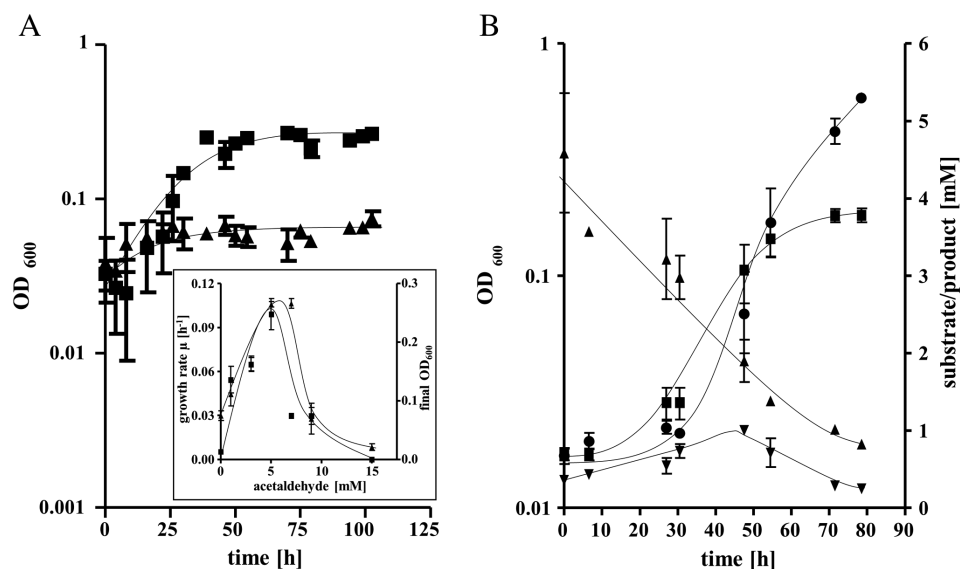 A
B
1
0.1
0.01
0.001
OD 600
0 25 50 75 100 125
time [h]
0.12
0.09
0.06
0.03
0.00
growth rate µ [h-1]
0.3
0.2
0.1
0.0
final OD600
0 5 10 15
acetaldehyde [mM]
1
0.1
0.01
OD 600
6
5
4
3
2
1
0
substrate/product [mM]
0 10 20 30 40 50 60 70 80 90
time [h]